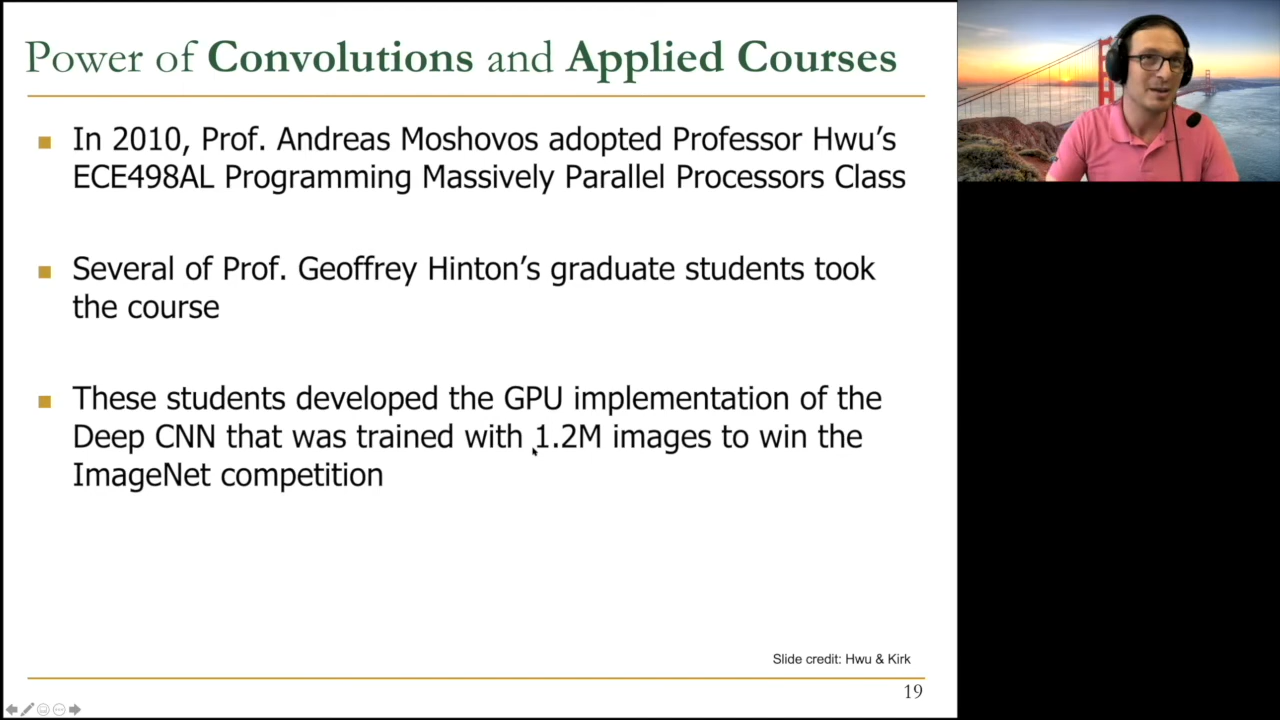 Power of Convolutions and Applied Courses
In 2010, Prof. Andreas Moshovos adopted Professor Hwu's
ECE498AL Programming Massively Parallel Processors Class
Several of Prof. Geoffrey Hinton's graduate students took
the course
These students developed the GPU implementation of the
Deep CNN that was trained with 1.2M images to win the
ImageNet competition
Slide credit: Hwu & Kirk
19